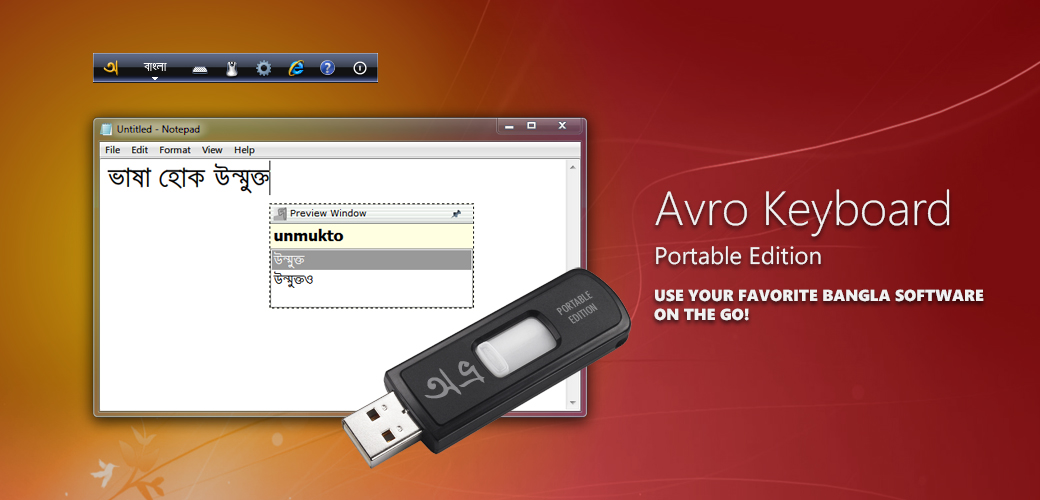 অ বাংলা
Untitled - Notepad
File Edit Format View Help
ভাষা হোক উন্মুক্ত
Preview Window
unmukto
উন্মুক্ত
উন্মুক্তও
PORTABLE
EDITION
অভ্র
Avro Keyboard
Portable Edition
USE YOUR FAVORITE BANGLA SOFTWARE
ON THE GO!